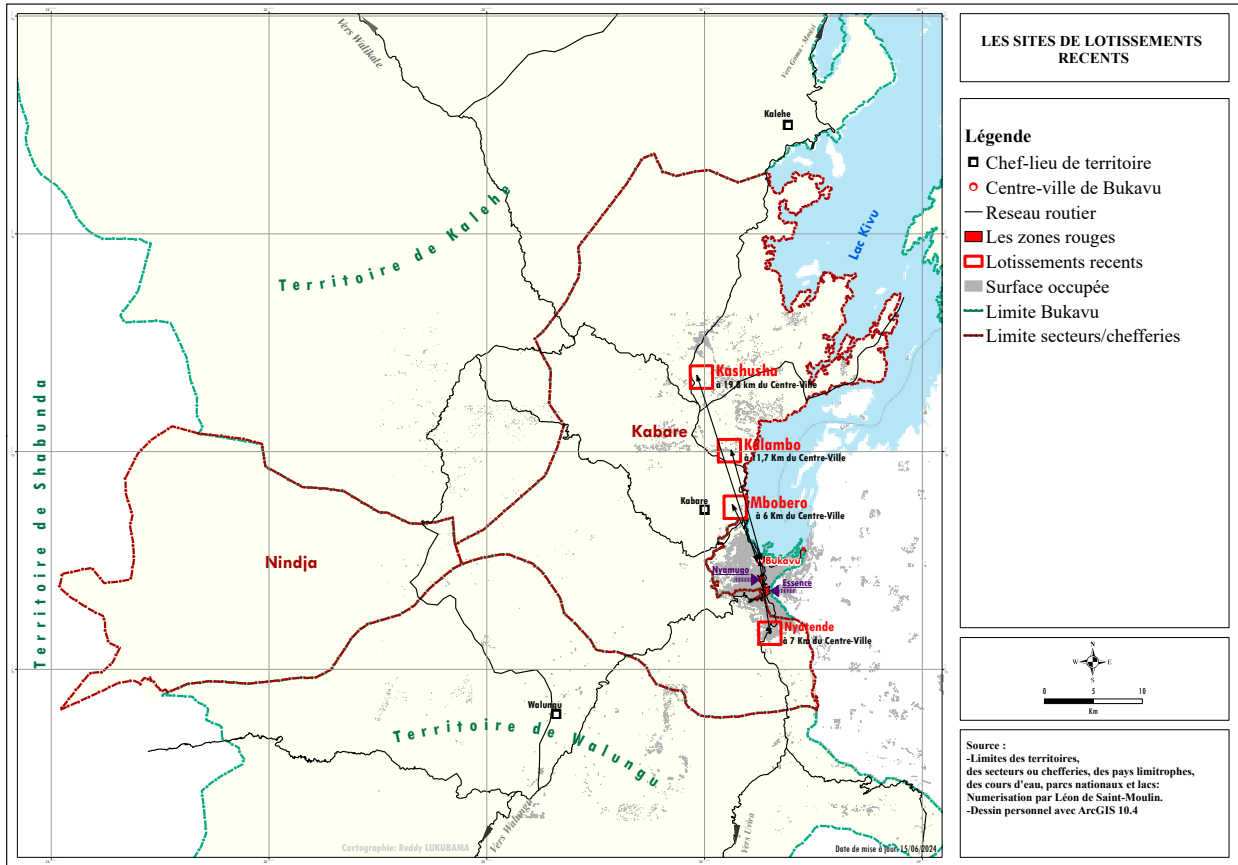 Vers Walikale
Vers Goma - Masisi
Kalehe
Territoire de Kalehe
Lac Kivu
Kashusha
à 19,8 km du Centre-Ville
Kabare
Kalambo
à 11,7 Km du Centre-Ville
Territoire de Shabunda
Kabare
Mbobero
à 6 Km du Centre-Ville
Nindja
Bukavu
Nyamugo
Essence
Nyatende
à 7 Km du Centre-Ville
Walungu
Territoire de Walungu
Vers Walungu
Vers Uvira
Cartographie: Reddy LUKUBAMA
Date de mise à jour: 15/06/2024
LES SITES DE LOTISSEMENTS
RECENTS
Légende
Chef-lieu de territoire
Centre-ville de Bukavu
Reseau routier
Les zones rouges
Lotissements recents
Surface occupée
Limite Bukavu
Limite secteurs/chefferies
N
W E
S
0 5 10
Km
Source :
-Limites des territoires,
des secteurs ou chefferies, des pays limitrophes,
des cours d'eau, parcs nationaux et lacs:
Numerisation par Léon de Saint-Moulin.
-Dessin personnel avec ArcGIS 10.4